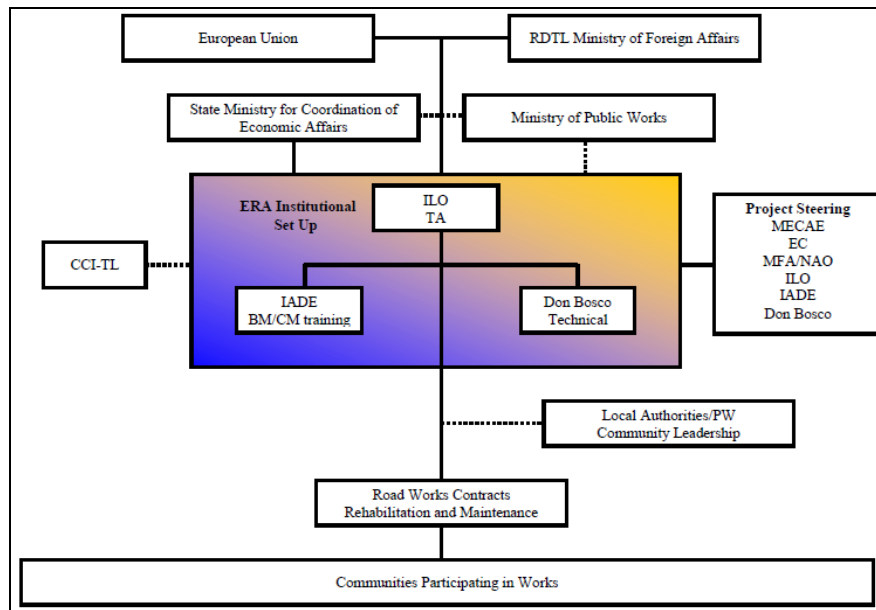 European Union
RDTL Ministry of Foreign Affairs
State Ministry for Coordination of
Economic Affairs
Ministry of Public Works
ERA Institutional
Set Up
ILO
TA
Project Steering
MECAE
EC
MFA/NAO
ILO
IADE
Don Bosco
CCI-TL
IADE
BM/CM training
Don Bosco
Technical
Local Authorities/PW
Community Leadership
Road Works Contracts
Rehabilitation and Maintenance
Communities Participating in Works